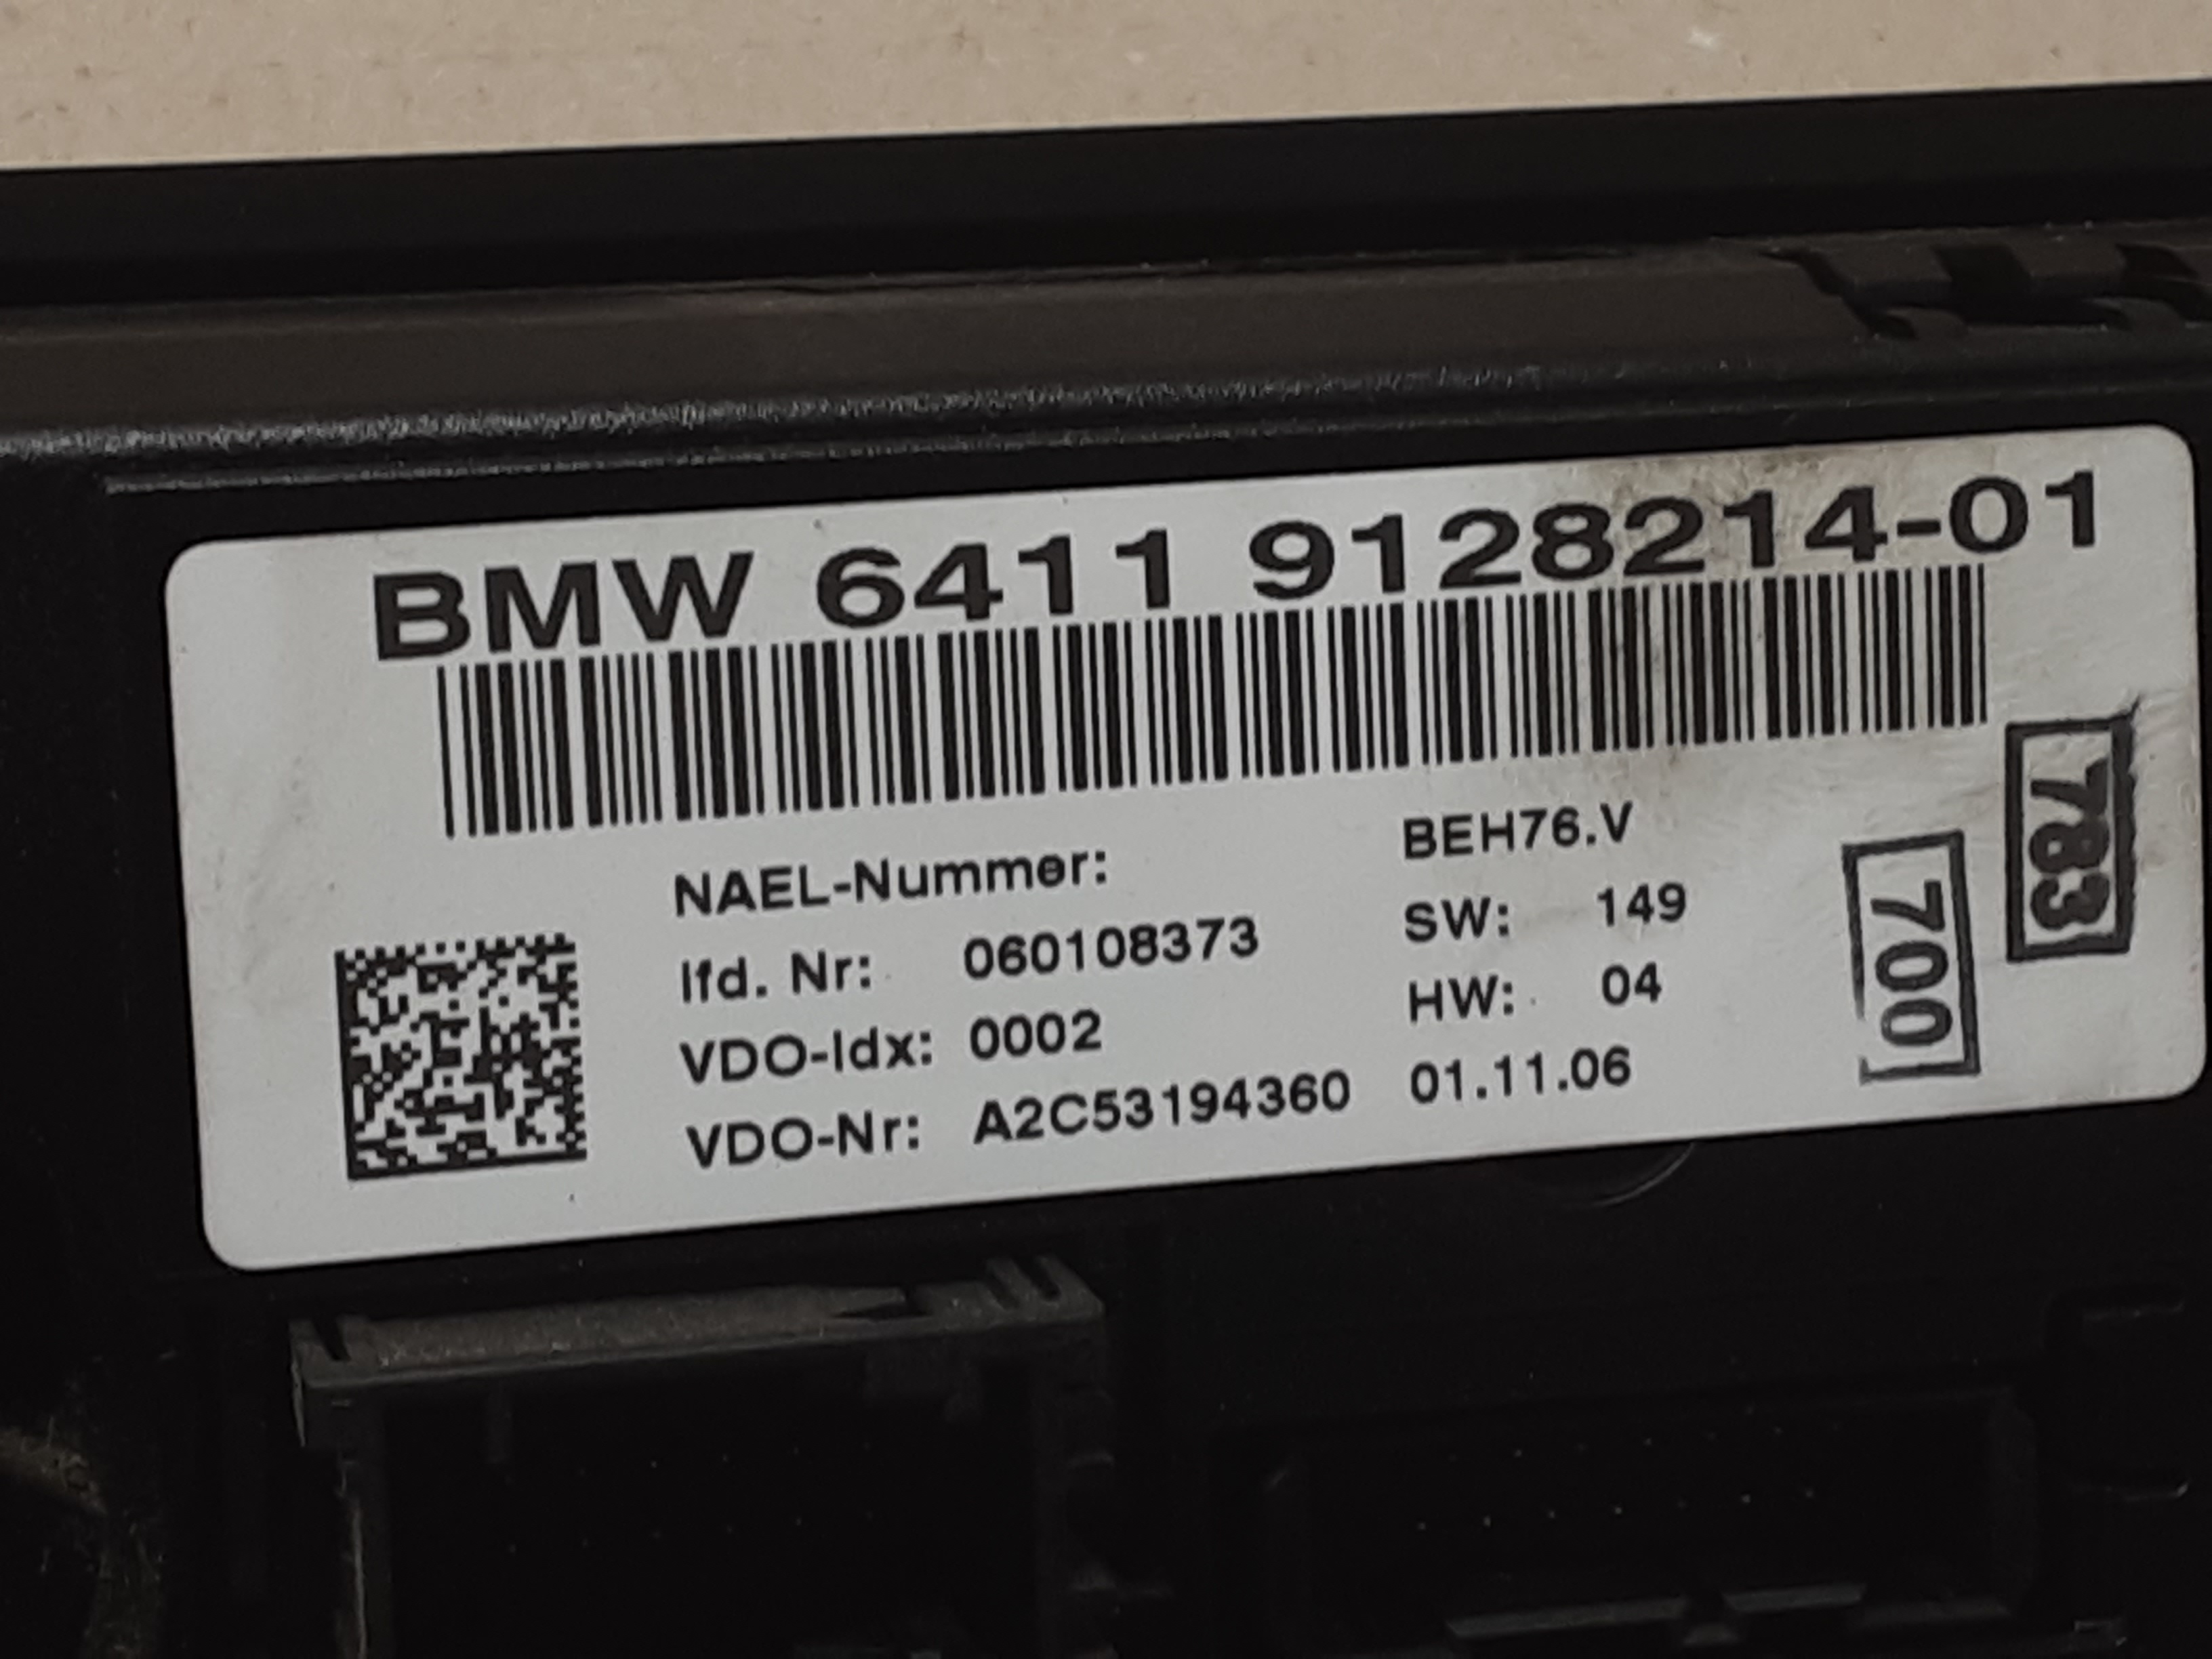 BMW 6411 9128214-01
NAEL-Nummer:
lfd. Nr: 060108373
VDO-Idx: 0002
VDO-Nr: A2C53194360
BEH76.V
SW: 149
HW: 04
01.11.06
700
783